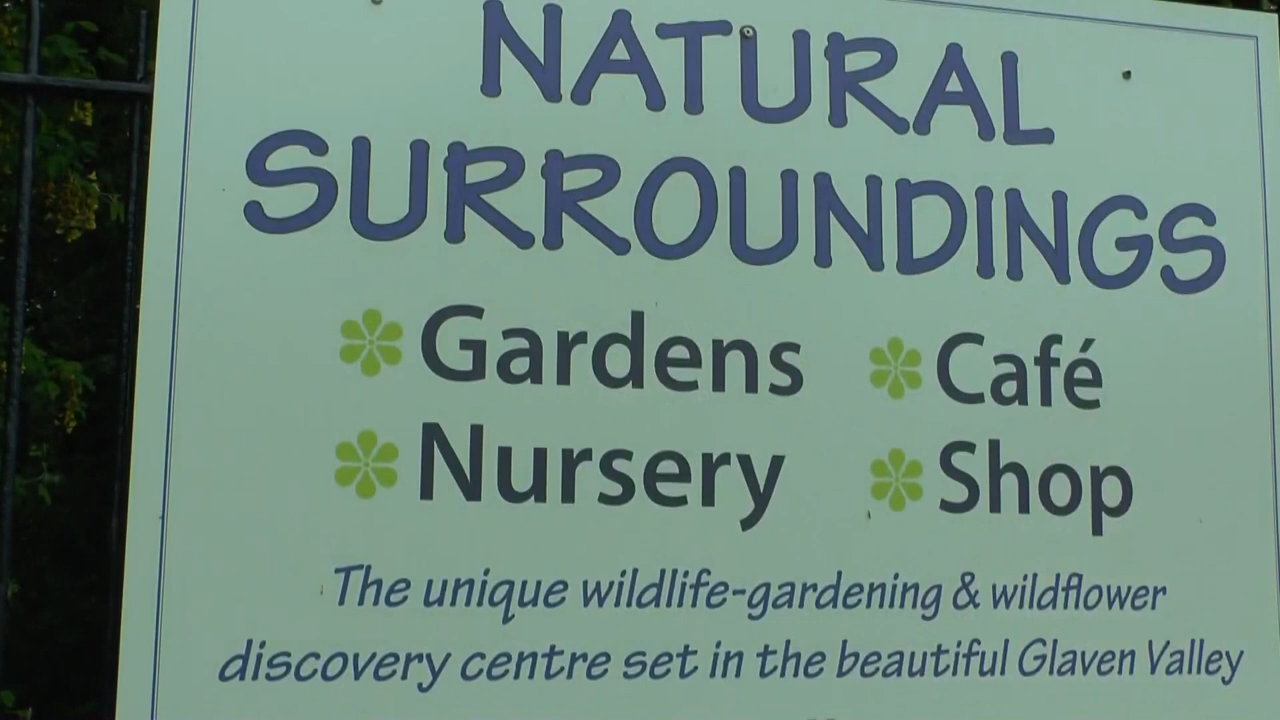 NATURAL
SURROUNDINGS
Gardens Café
Nursery Shop
The unique wildlife-gardening & wildflower
discovery centre set in the beautiful Glaven Valley